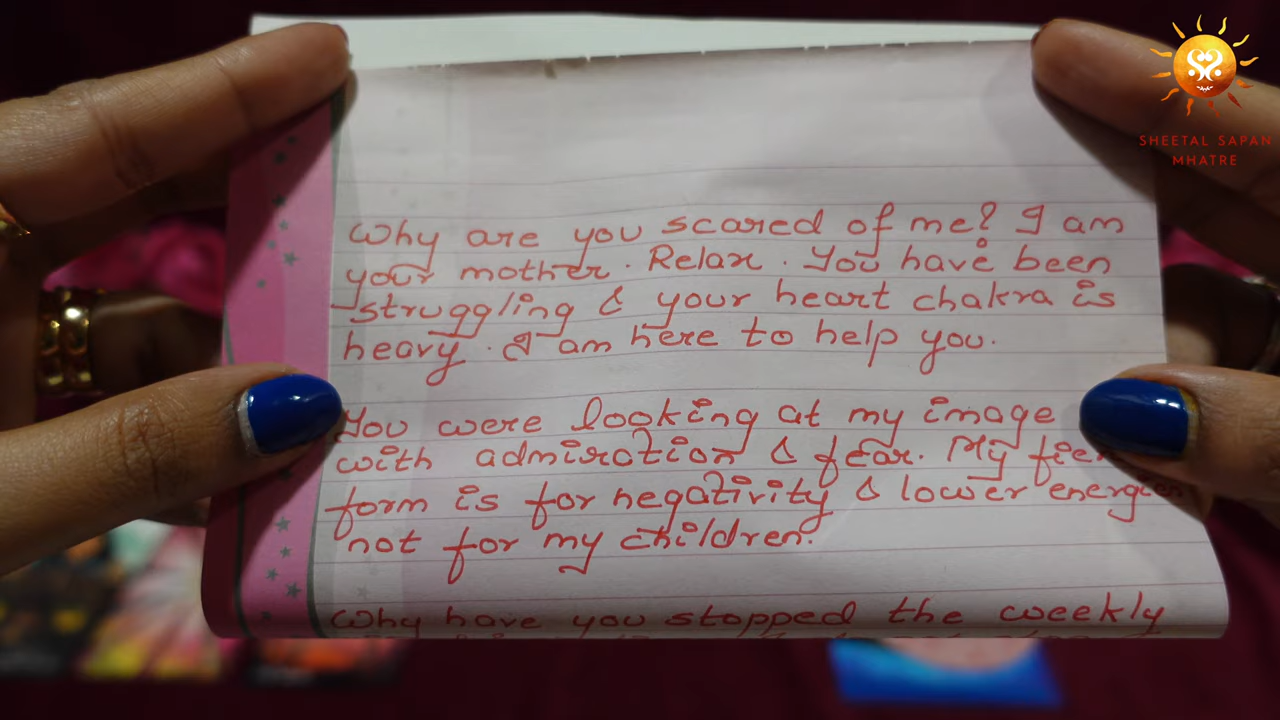 SHEETAL SAPAN
MHATRE
Why are you scared of me? I am
your mother. Relax. You have been
struggling & your heart chakra is
heavy. I am here to help you.
You were looking at my image
with admiration & fear. My
form is for negativity & lower energies
not for my children.
Why have you stopped the weekly